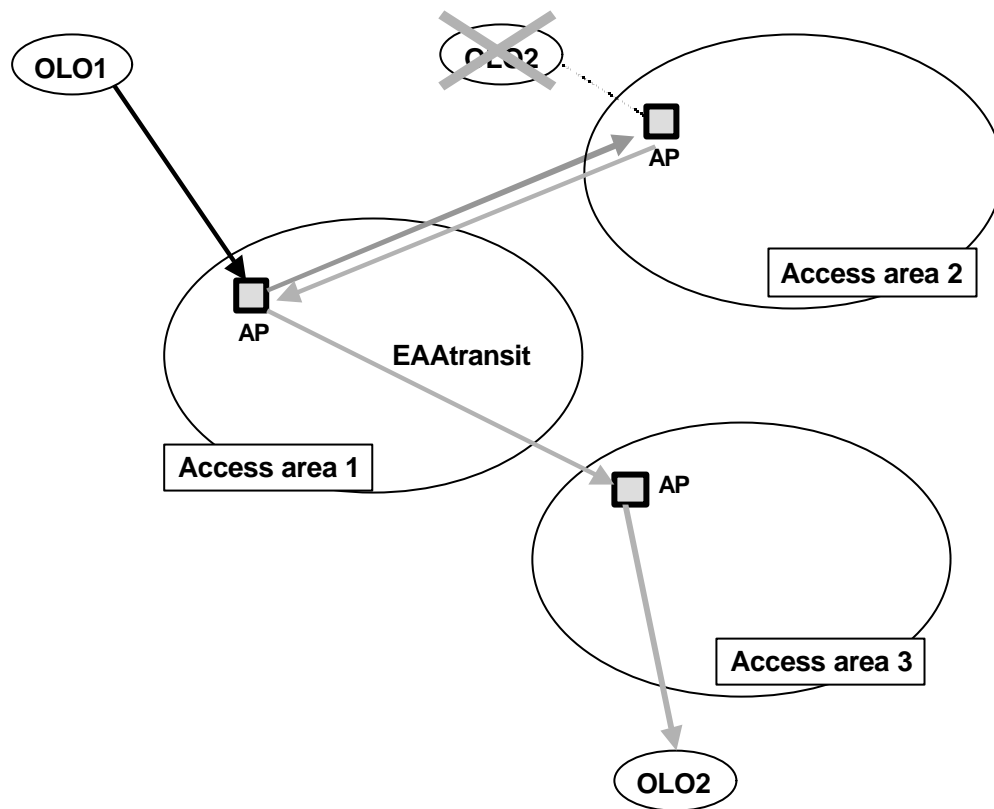 OLO1
OLO2
AP
Access area 2
AP
EAAtransit
Access area 1
AP
Access area 3
OLO2